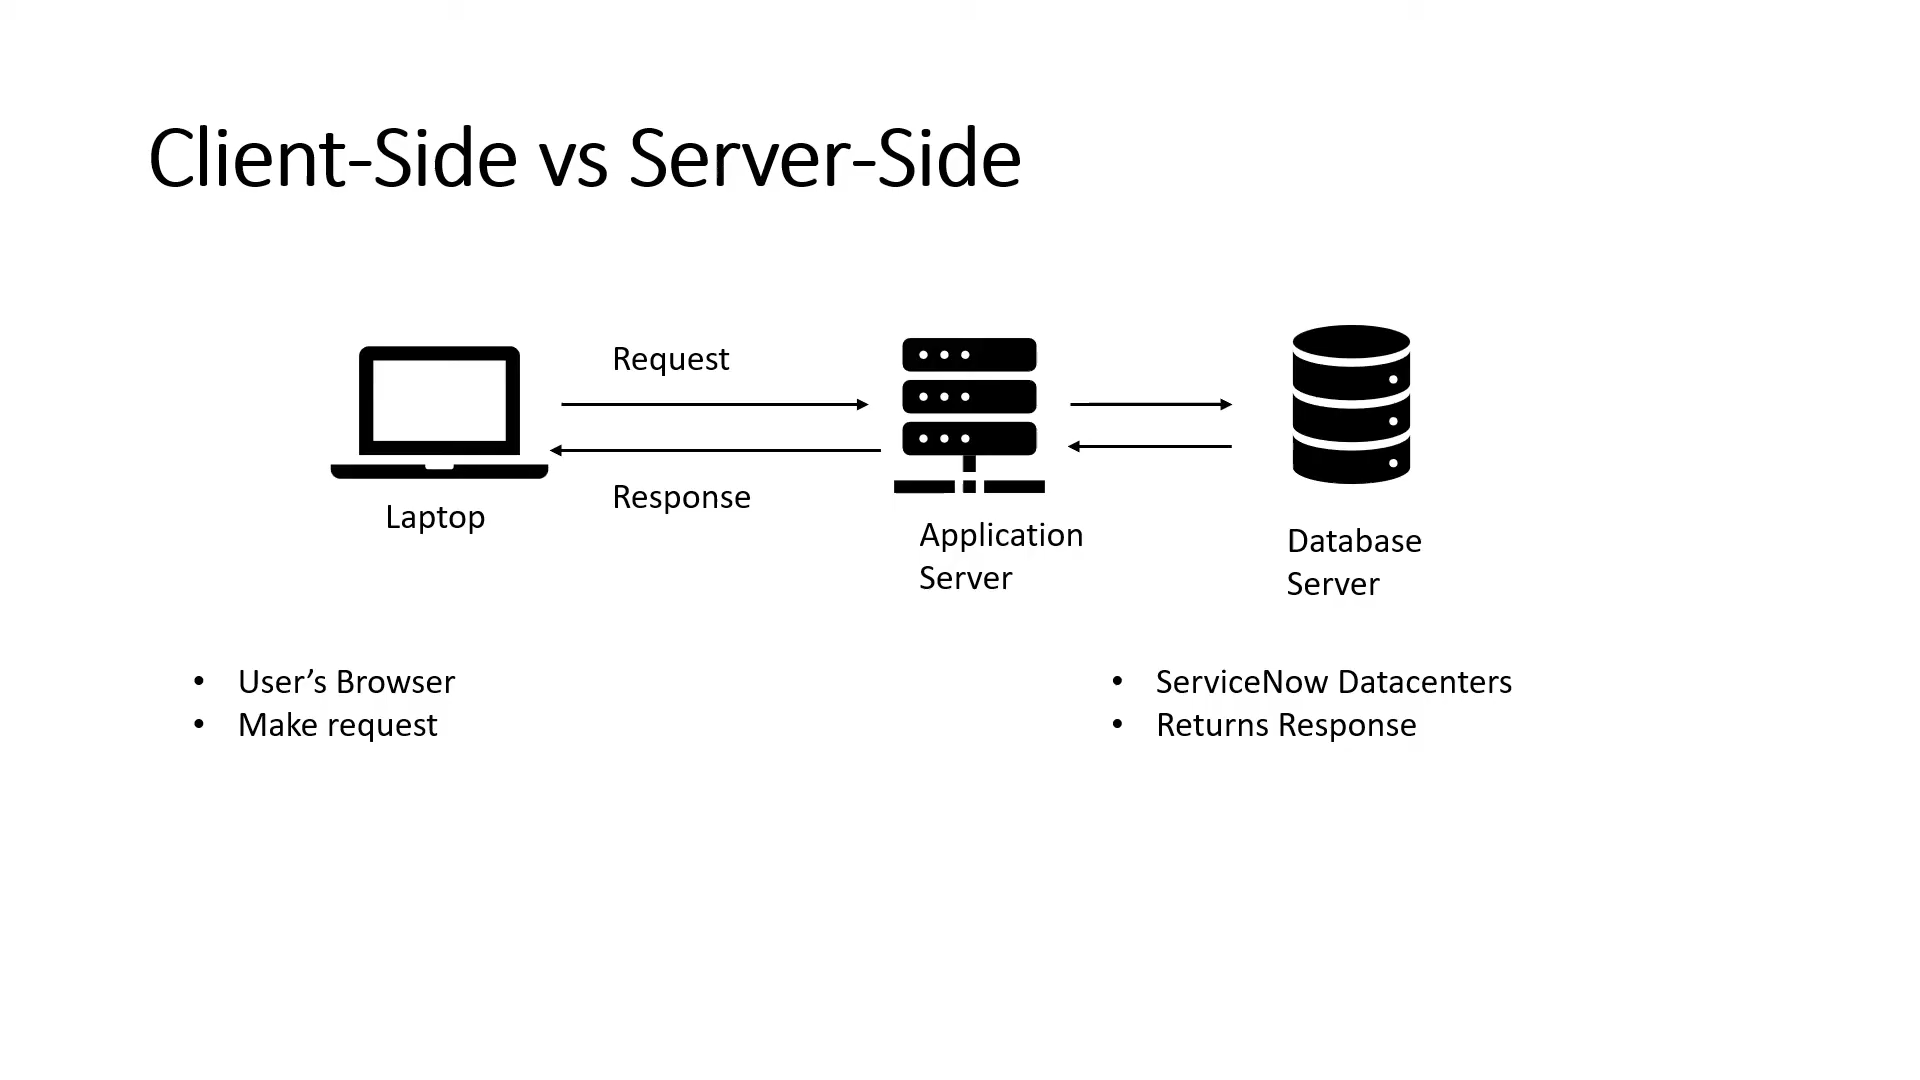 Client-Side vs Server-Side
Request
Response
Laptop
Application
Server
Database
Server
• User’s Browser
• Make request
• ServiceNow Datacenters
• Returns Response